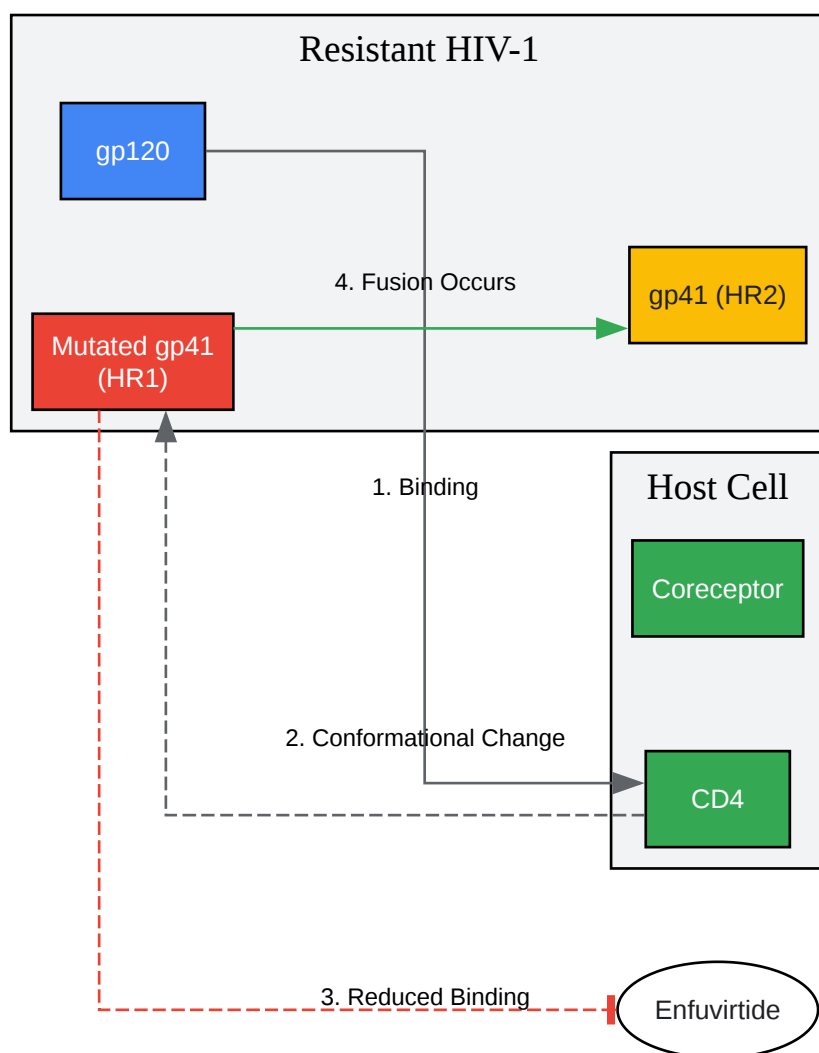 Resistant HIV-1
gp120
4. Fusion Occurs
gp41 (HR2)
Mutated gp41
(HR1)
1. Binding
Host Cell
Coreceptor
2. Conformational Change
CD4
3. Reduced Binding
Enfuvirtide